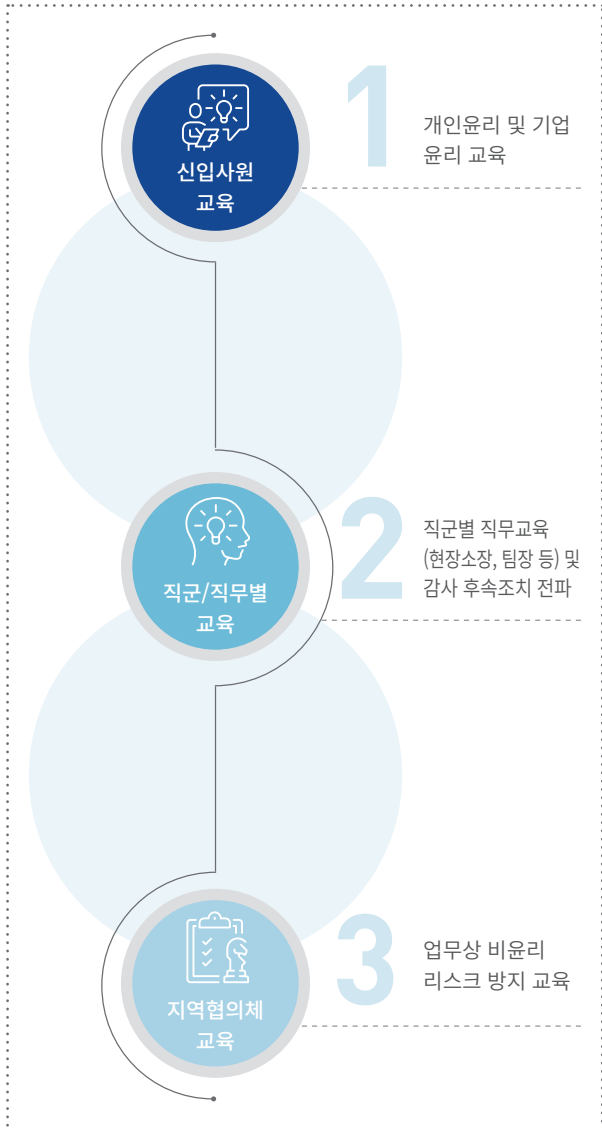 신입사원
교육
1
개인윤리 및 기업
윤리 교육
직군/직무별
교육
2
직군별 직무교육
(현장소장, 팀장 등) 및
감사 후속조치 전파
지역협의체
교육
3
업무상 비윤리
리스크 방지 교육